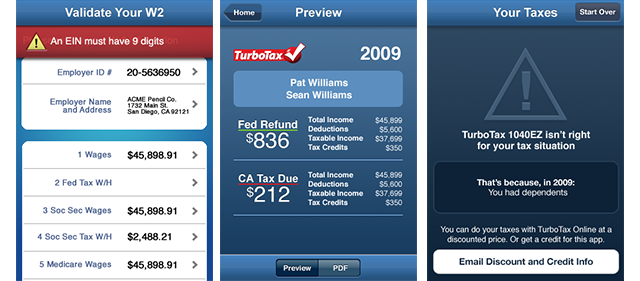 Validate Your W2
An EIN must have 9 digits
Employer ID #
20-5636950
Employer Name
and Address
ACME Pencil Co.
1732 Main St.
San Diego, CA 92121
1 Wages
$45,898.91
2 Fed Tax W/H
3 Soc Sec Wages
$45,898.91
4 Soc Sec Tax W/H
$2,488.21
5 Medicare Wages
$45,898.91
Home
Preview
TurboTax
2009
Pat Williams
Sean Williams
Fed Refund
$836
Total Income $45,899
Deductions $5,600
Taxable Income $37,699
Tax Credits $350
CA Tax Due
$212
Total Income $45,899
Deductions $5,600
Taxable Income $37,699
Tax Credits $350
Preview
PDF
Your Taxes
Start Over
TurboTax 1040EZ isn't right
for your tax situation
That's because, in 2009:
You had dependents
You can do your taxes with TurboTax Online at a
discounted price. Or get a credit for this app.
Email Discount and Credit Info